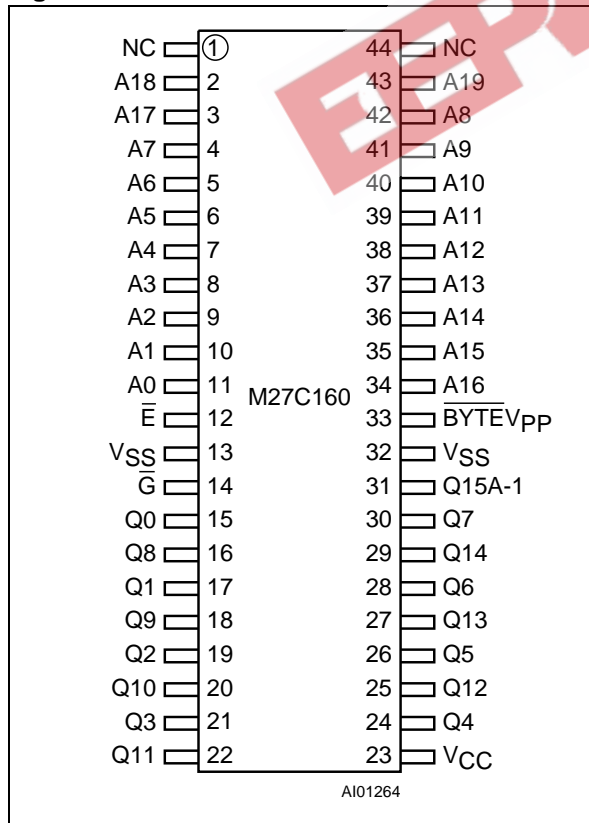 NC 1 44 NC
A18 2 43 A19
A17 3 42 A8
A7 4 41 A9
A6 5 40 A10
A5 6 39 A11
A4 7 38 A12
A3 8 37 A13
A2 9 36 A14
A1 10 35 A15
A0 11 34 A16
M27C160
E̅ 12 33 B̅Y̅T̅E̅VPP
VSS 13 32 VSS
G̅ 14 31 Q15A-1
Q0 15 30 Q7
Q8 16 29 Q14
Q1 17 28 Q6
Q9 18 27 Q13
Q2 19 26 Q5
Q10 20 25 Q12
Q3 21 24 Q4
Q11 22 23 VCC
AI01264